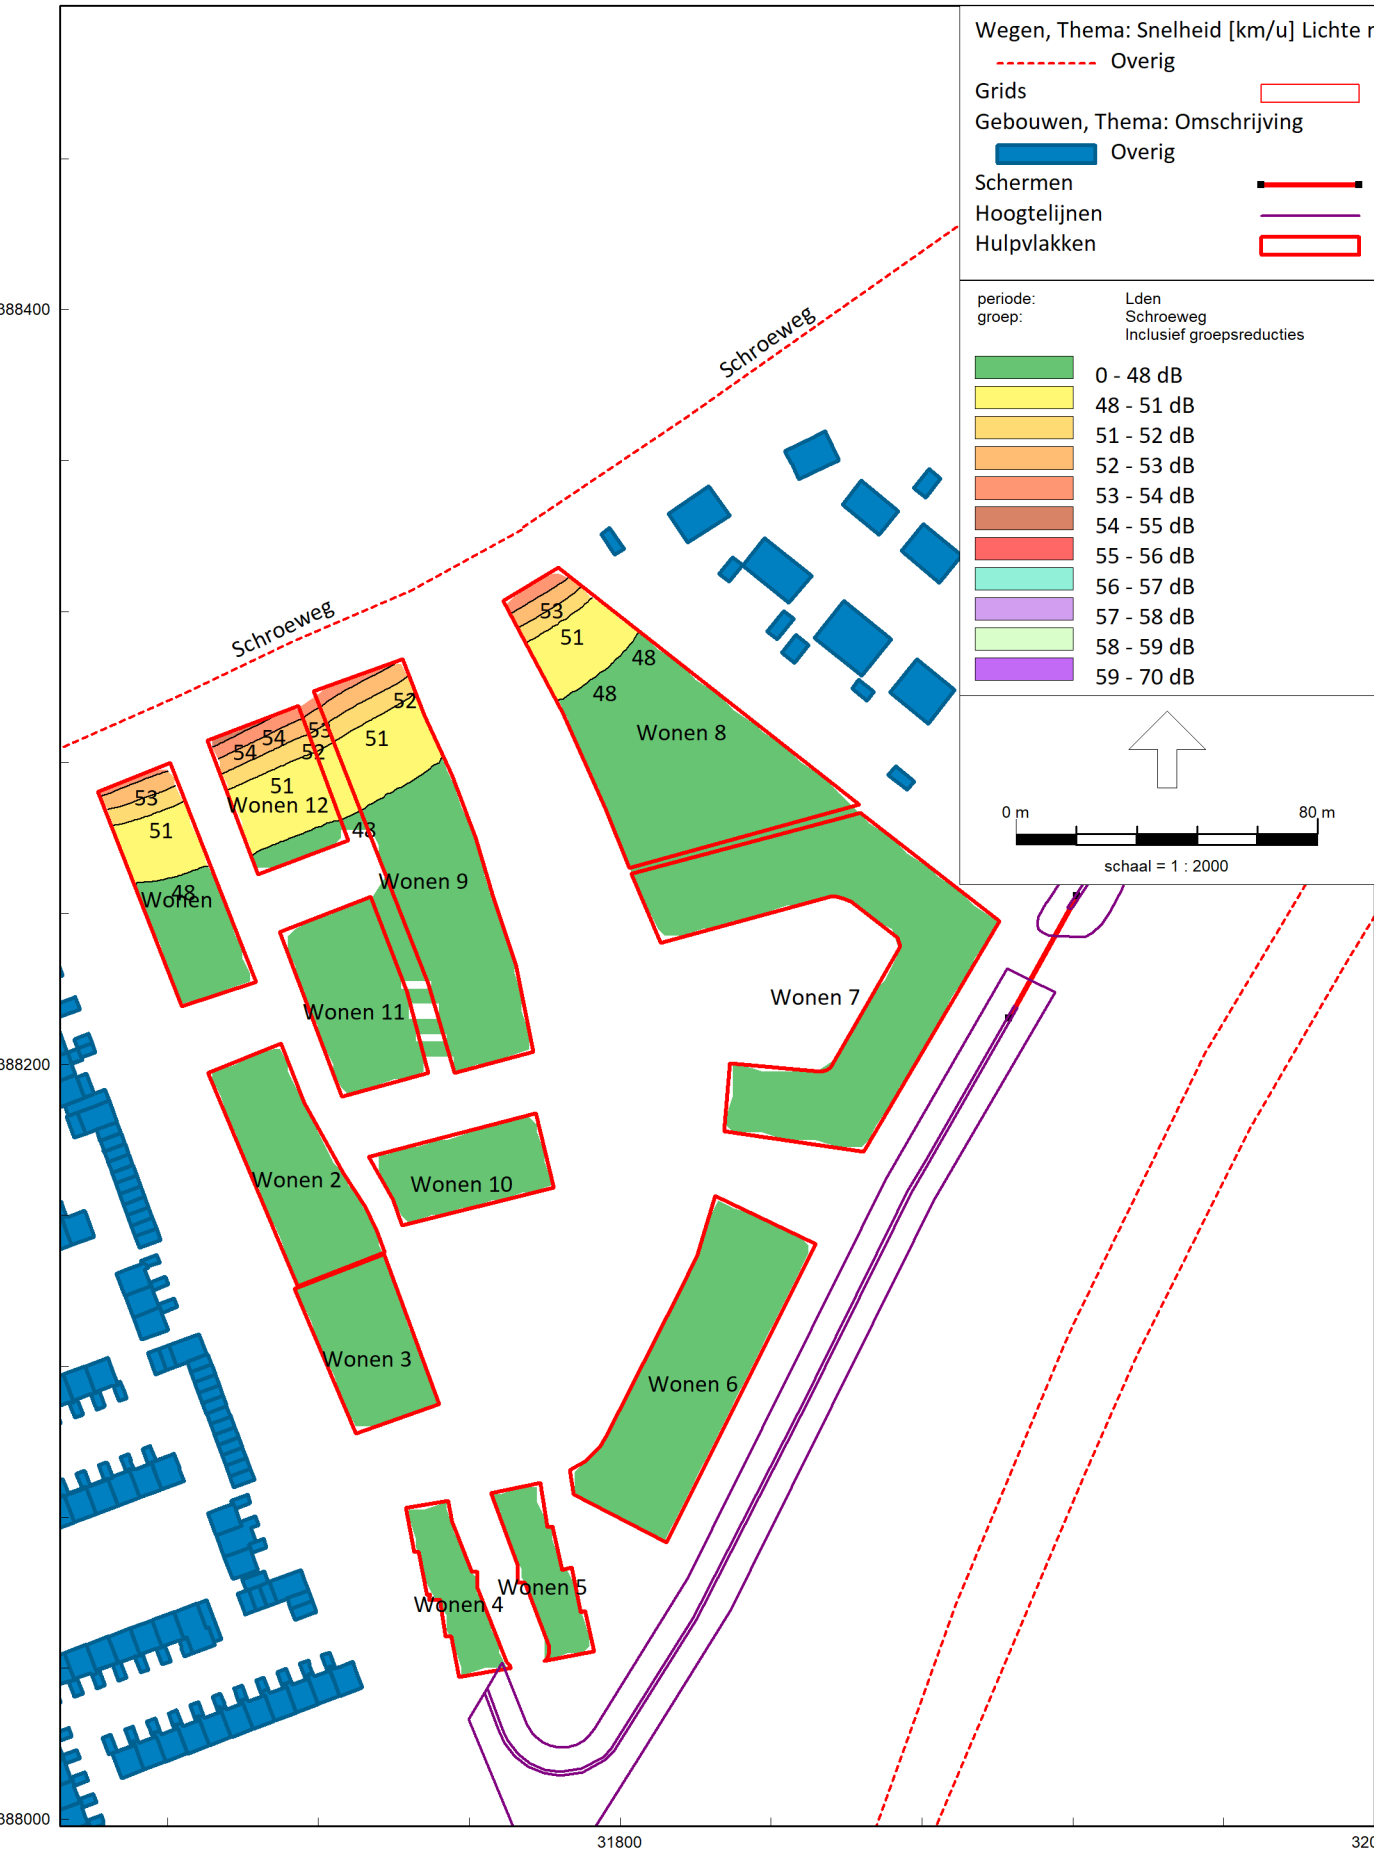 Wegen, Thema: Snelheid [km/u] Lichte
Overig
Grids
Gebouwen, Thema: Omschrijving
Overig
Schermen
Hoogtelijnen
Hulpvlakken
periode: Lden
groep: Schroeweg
Inclusief groepsreducties
0 - 48 dB
48 - 51 dB
51 - 52 dB
52 - 53 dB
53 - 54 dB
54 - 55 dB
55 - 56 dB
56 - 57 dB
57 - 58 dB
58 - 59 dB
59 - 70 dB
0 m 80 m
schaal = 1 : 2000
388400
Schroeweg
Schroeweg
53
51
48
48
Wonen 8
52
53
51
52
54
54
51
Wonen 12
48
53
51
48
Wonen
Wonen 9
Wonen 7
Wonen 11
388200
Wonen 2
Wonen 10
Wonen 3
Wonen 6
Wonen 5
Wonen 4
388000
31800
320